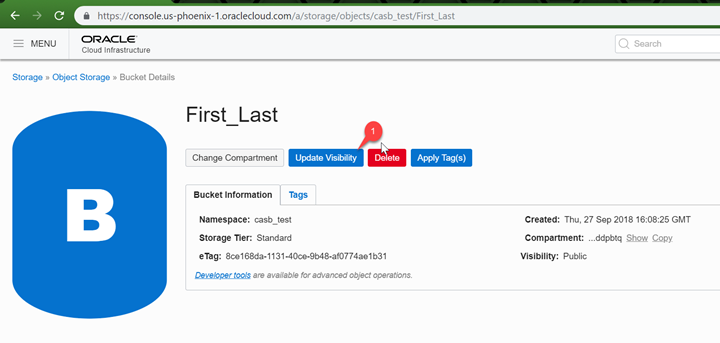 https://console.us-phoenix-1.oraclecloud.com/a/storage/objects/casb_test/First_Last
MENU
ORACLE
Cloud Infrastructure
Search
Storage » Object Storage » Bucket Details
B
First_Last
1
Change Compartment Update Visibility Delete Apply Tag(s)
Bucket Information Tags
Namespace: casb_test Created: Thu, 27 Sep 2018 16:08:25 GMT
Storage Tier: Standard Compartment: ...ddpbtq Show Copy
eTag: 8ce168da-1131-40ce-9b48-af0774ae1b31 Visibility: Public
Developer tools are available for advanced object operations.